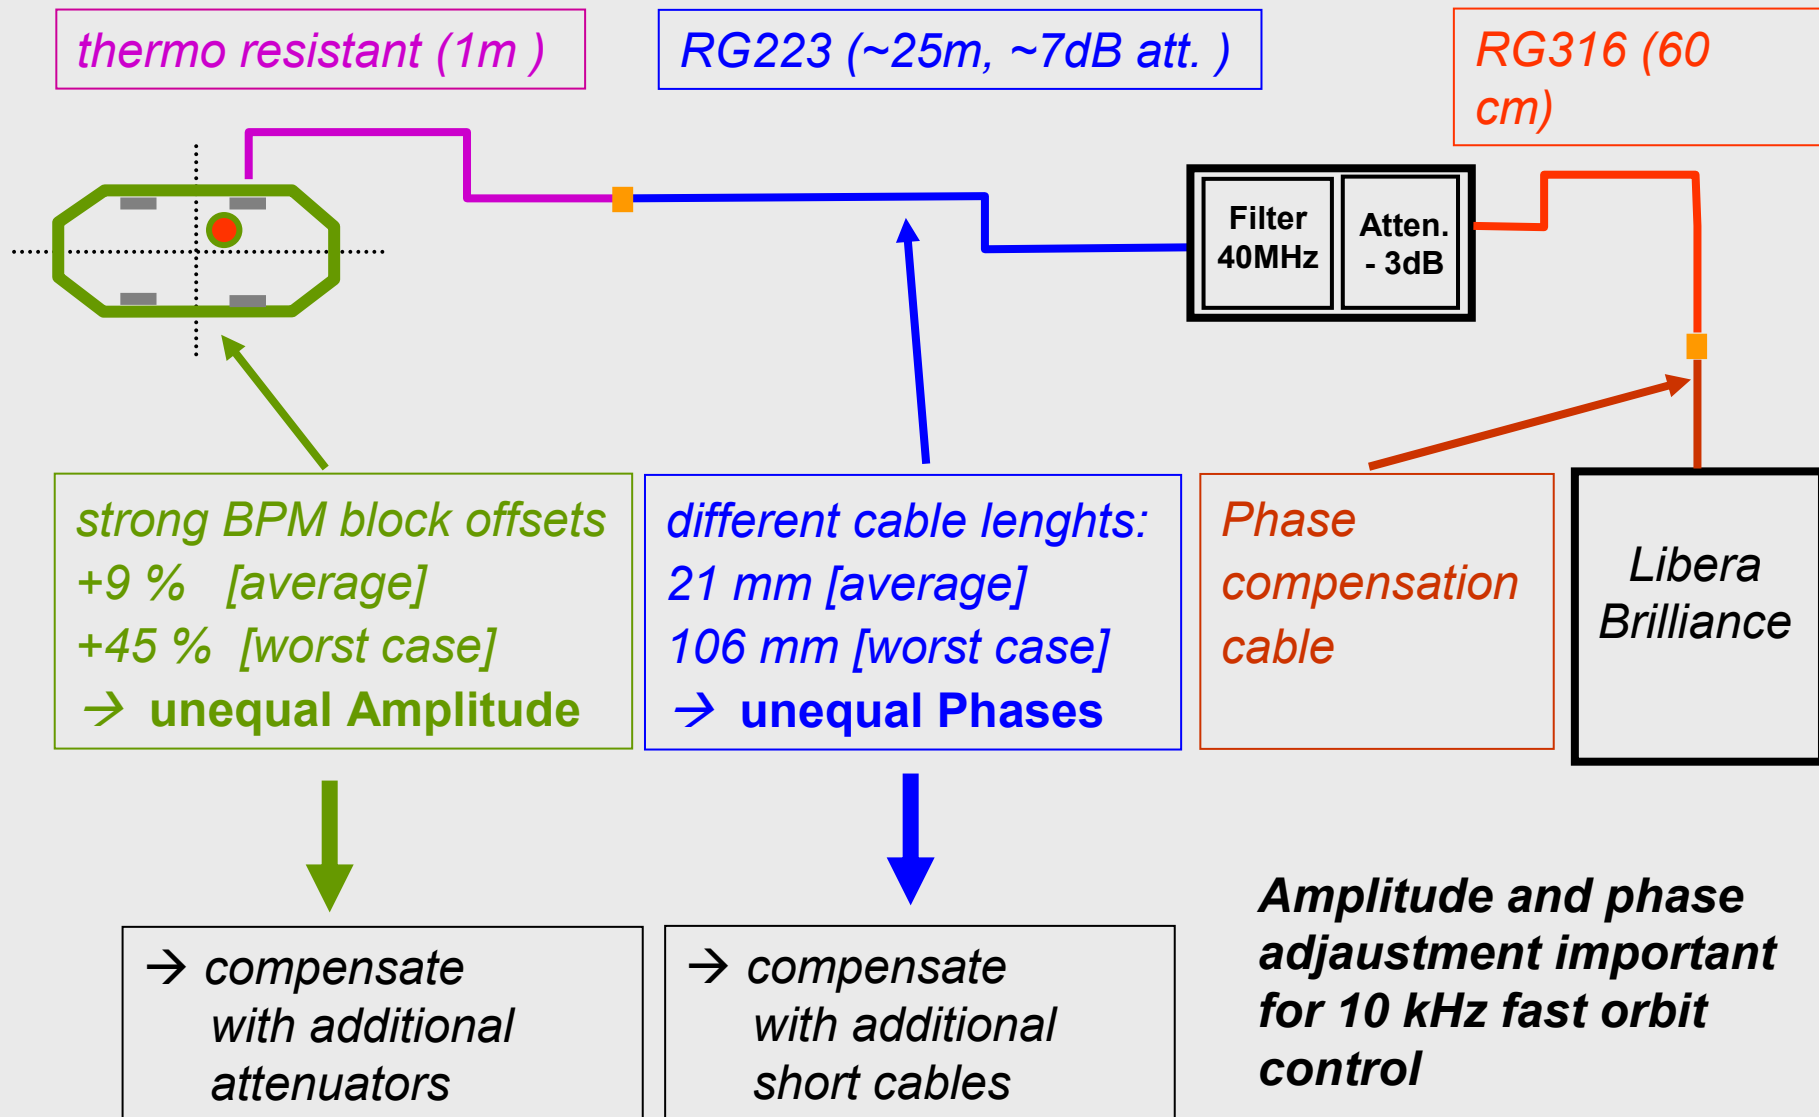 thermo resistant (1m )
RG223 (~25m, ~7dB att. )
RG316 (60
cm)
Filter
40MHz
Atten.
- 3dB
strong BPM block offsets
+9 % [average]
+45 % [worst case]
→ unequal Amplitude
different cable lenghts:
21 mm [average]
106 mm [worst case]
→ unequal Phases
Phase
compensation
cable
Libera
Brilliance
→ compensate
with additional
attenuators
→ compensate
with additional
short cables
Amplitude and phase
adjaustment important
for 10 kHz fast orbit
control